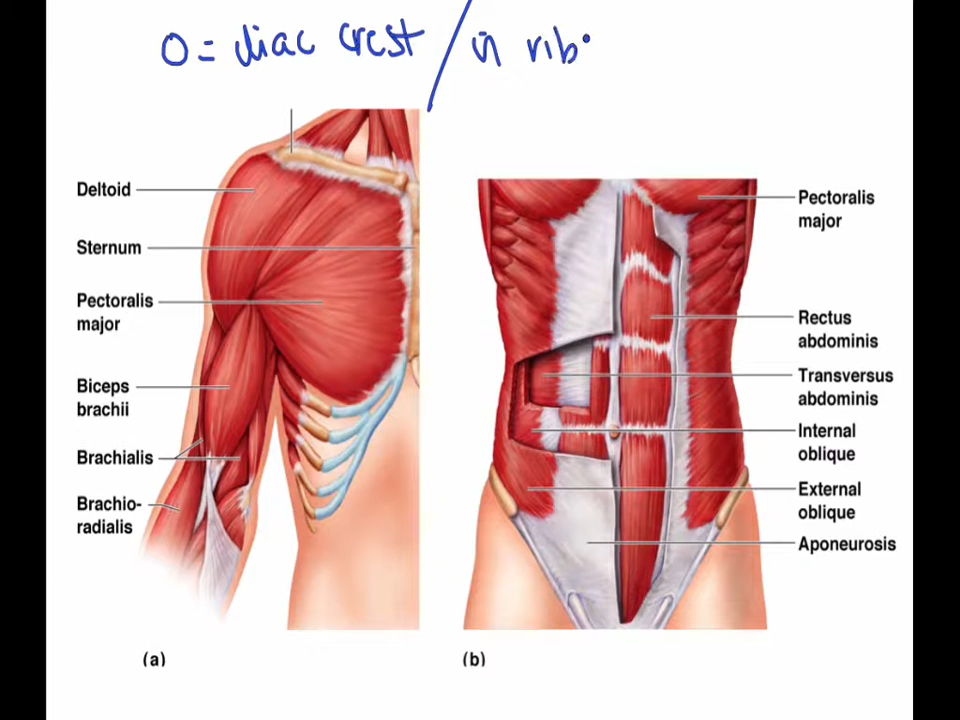 O = iliac crest / in rib
Deltoid
Sternum
Pectoralis
major
Biceps
brachii
Brachialis
Brachio-
radialis
(a)
Pectoralis
major
Rectus
abdominis
Transversus
abdominis
Internal
oblique
External
oblique
Aponeurosis
(b)